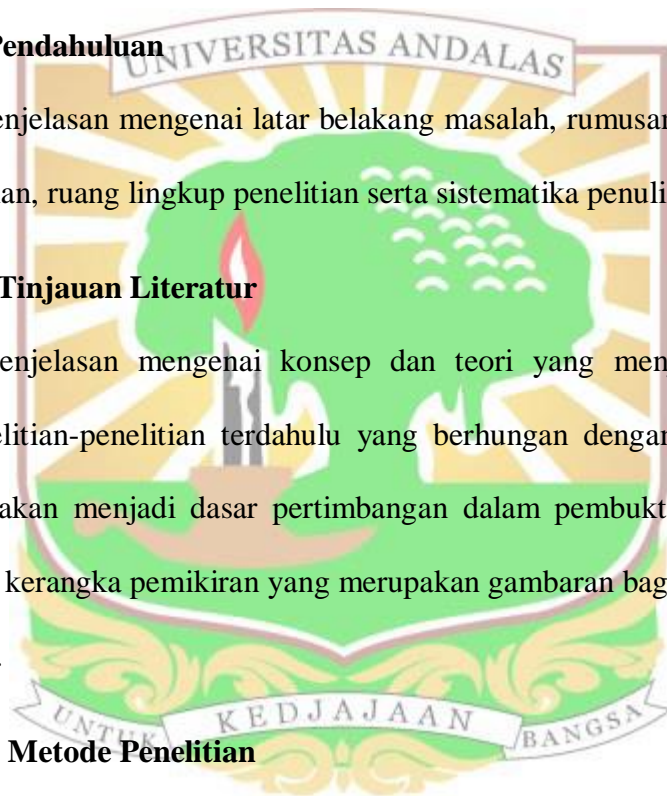 Pendahuluan
UNIVERSITAS ANDALAS
enjelasan mengenai latar belakang masalah, rumusan
an, ruang lingkup penelitian serta sistematika penuli
Tinjauan Literatur
enjelasan mengenai konsep dan teori yang men
elitian-penelitian terdahulu yang berhungan dengan
akan menjadi dasar pertimbangan dalam pembukt
kerangka pemikiran yang merupakan gambaran bag
UNTUK KEDJAJAAN BANGSA
Metode Penelitian